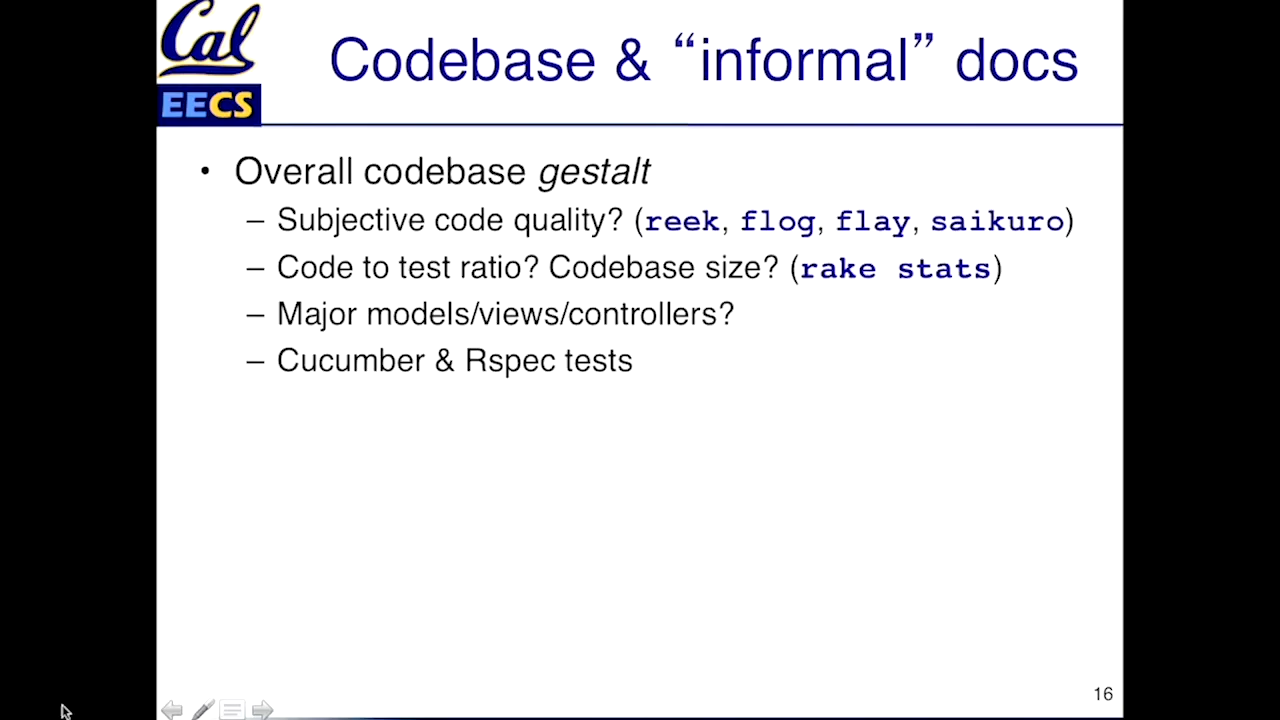 Cal
EECS
Codebase & “informal” docs
• Overall codebase gestalt
– Subjective code quality? (reek, flog, flay, saikuro)
– Code to test ratio? Codebase size? (rake stats)
– Major models/views/controllers?
– Cucumber & Rspec tests
16